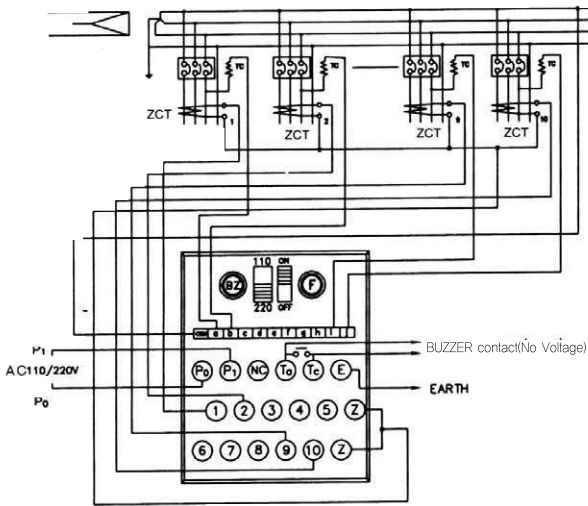 TC TC TC TC
ZCT 1 ZCT 2 ZCT 9 ZCT 10
110 ON
BZ F
220 OFF
COM a b c d e f g h i j
P₁
AC110/220V
P₀
P₀ P₁ NC Ta Tc E
BUZZER contact(No Voltage)
EARTH
1 2 3 4 5 Z
6 7 8 9 10 Z